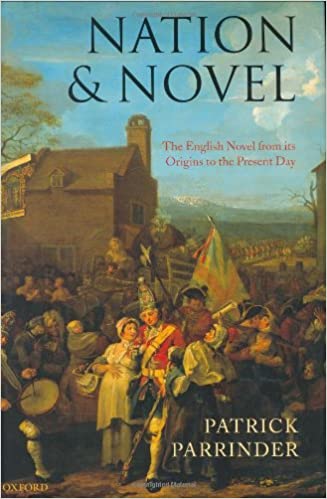 NATION
& NOVEL
The English Novel from its
Origins to the Present Day
PATRICK
PARRINDER
OXFORD